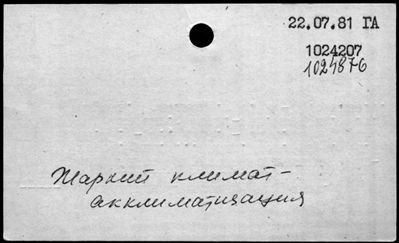 22.07.81 ГА
1024207
1024876
Жаркий климат-
акклиматизация